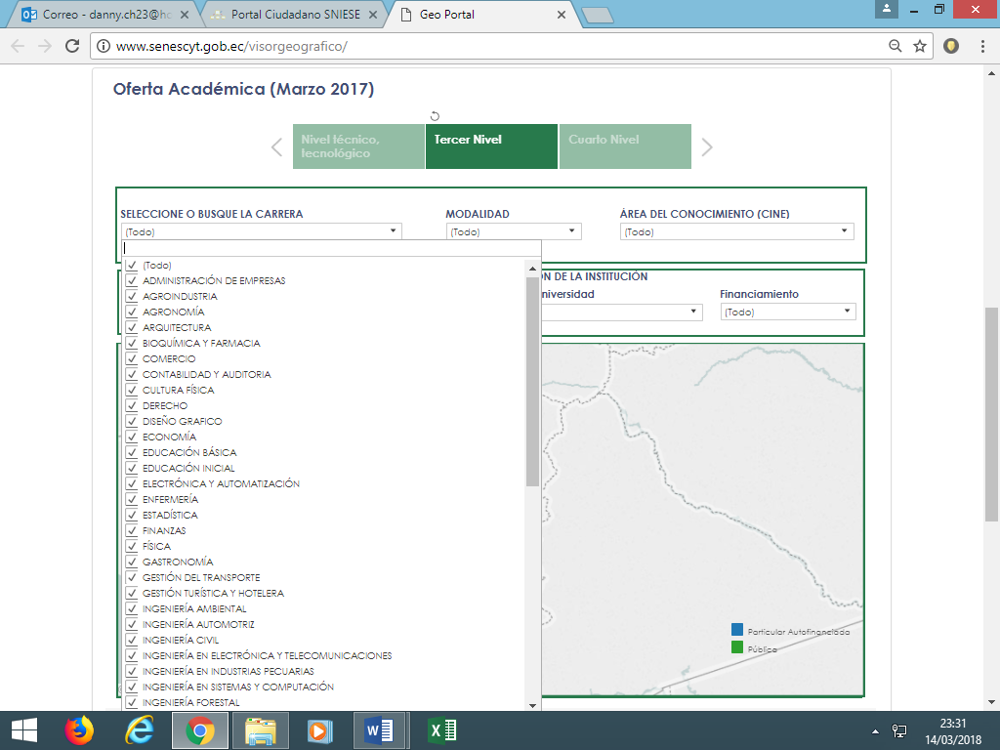 Correo - danny.ch23@ho
Portal Ciudadano SNIESE
Geo Portal
www.senescyt.gob.ec/visorgeografico/
Oferta Académica (Marzo 2017)
Nivel técnico, tecnológico
Tercer Nivel
Cuarto Nivel
SELECCIONE O BUSQUE LA CARRERA
MODALIDAD
ÁREA DEL CONOCIMIENTO (CINE)
(Todo)
(Todo)
(Todo)
ÓN DE LA INSTITUCIÓN
niversidad
Financiamiento
(Todo)
(Todo)
ADMINISTRACIÓN DE EMPRESAS
AGROINDUSTRIA
AGRONOMÍA
ARQUITECTURA
BIOQUÍMICA Y FARMACIA
COMERCIO
CONTABILIDAD Y AUDITORIA
CULTURA FÍSICA
DERECHO
DISEÑO GRAFICO
ECONOMÍA
EDUCACIÓN BÁSICA
EDUCACIÓN INICIAL
ELECTRÓNICA Y AUTOMATIZACIÓN
ENFERMERÍA
ESTADÍSTICA
FINANZAS
FÍSICA
GASTRONOMÍA
GESTIÓN DEL TRANSPORTE
GESTIÓN TURÍSTICA Y HOTELERA
INGENIERÍA AMBIENTAL
INGENIERÍA AUTOMOTRIZ
INGENIERÍA CIVIL
INGENIERÍA EN ELECTRÓNICA Y TELECOMUNICACIONES
INGENIERÍA EN INDUSTRIAS PECUARIAS
INGENIERÍA EN SISTEMAS Y COMPUTACIÓN
INGENIERÍA FORESTAL
Particular Autofinanciada
Pública
23:31
14/03/2018